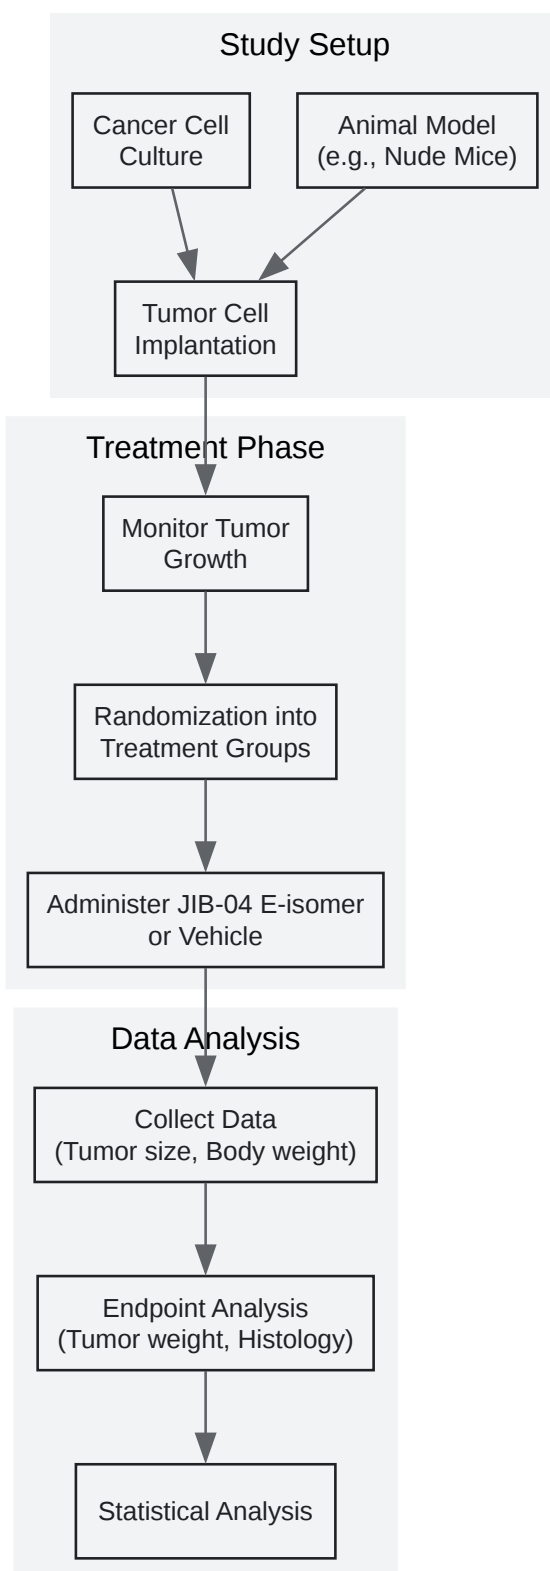 Study Setup
Cancer Cell
Culture
Animal Model
(e.g., Nude Mice)
Tumor Cell
Implantation
Treatment Phase
Monitor Tumor
Growth
Randomization into
Treatment Groups
Administer JIB-04 E-isomer
or Vehicle
Data Analysis
Collect Data
(Tumor size, Body weight)
Endpoint Analysis
(Tumor weight, Histology)
Statistical Analysis